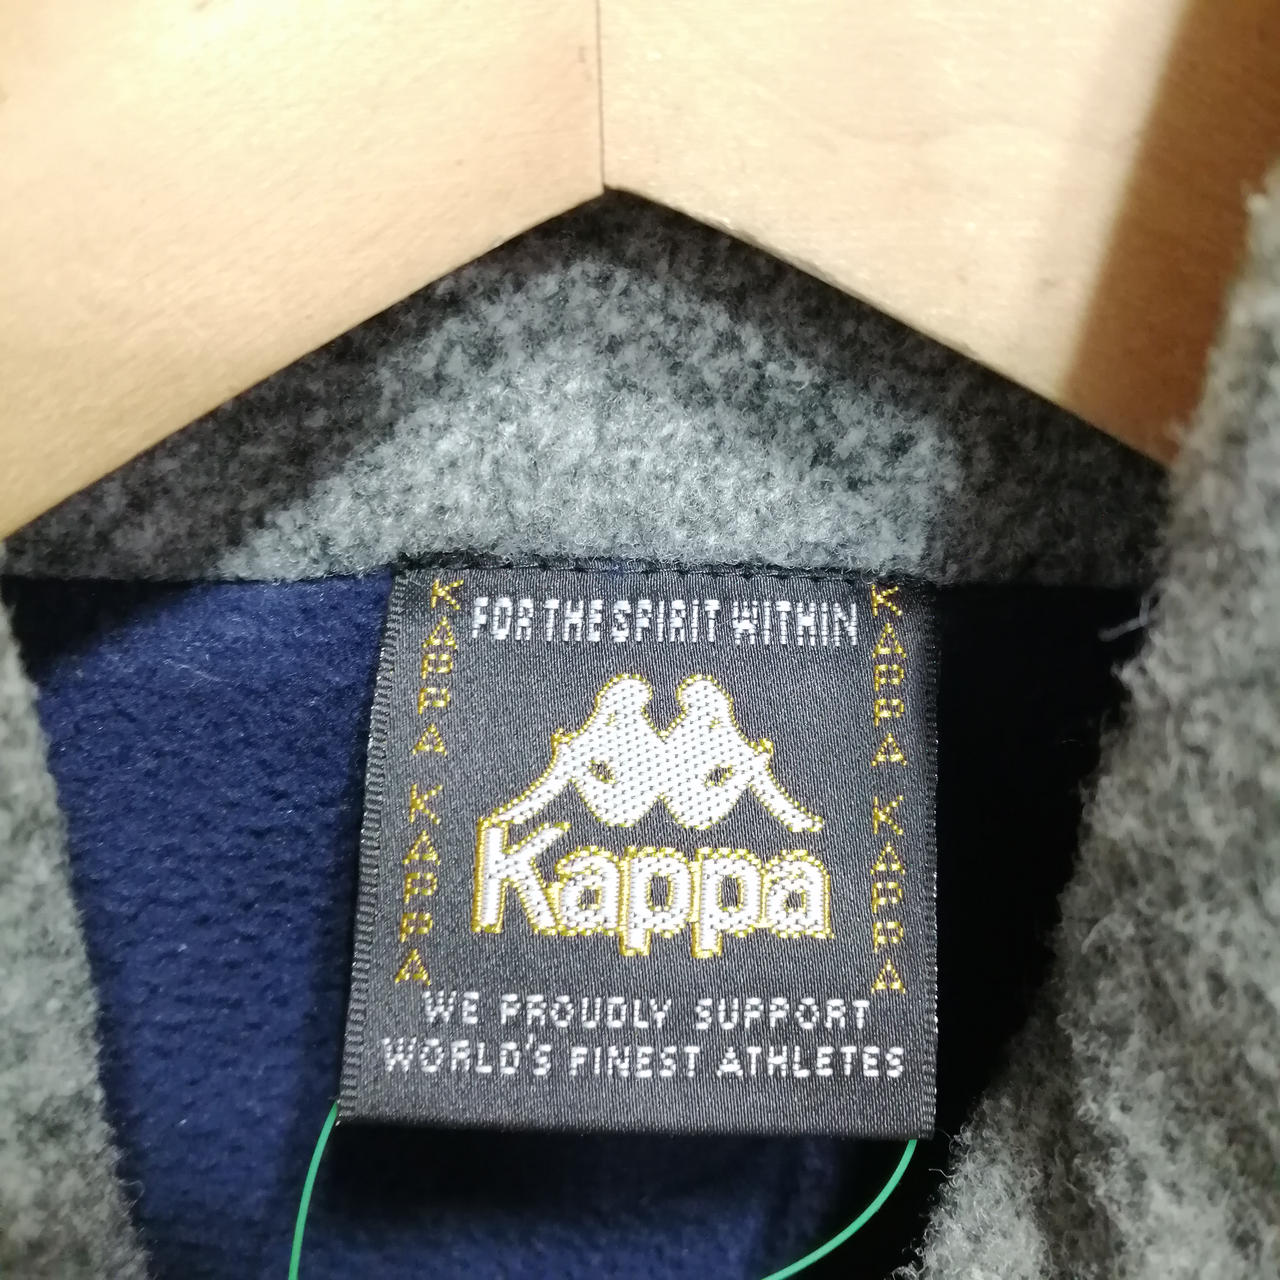 FOR THE SPIRIT WITHIN
KAPPA KAPPA
KAPPA KAPPA
Kappa
WE PROUDLY SUPPORT
WORLD'S FINEST ATHLETES